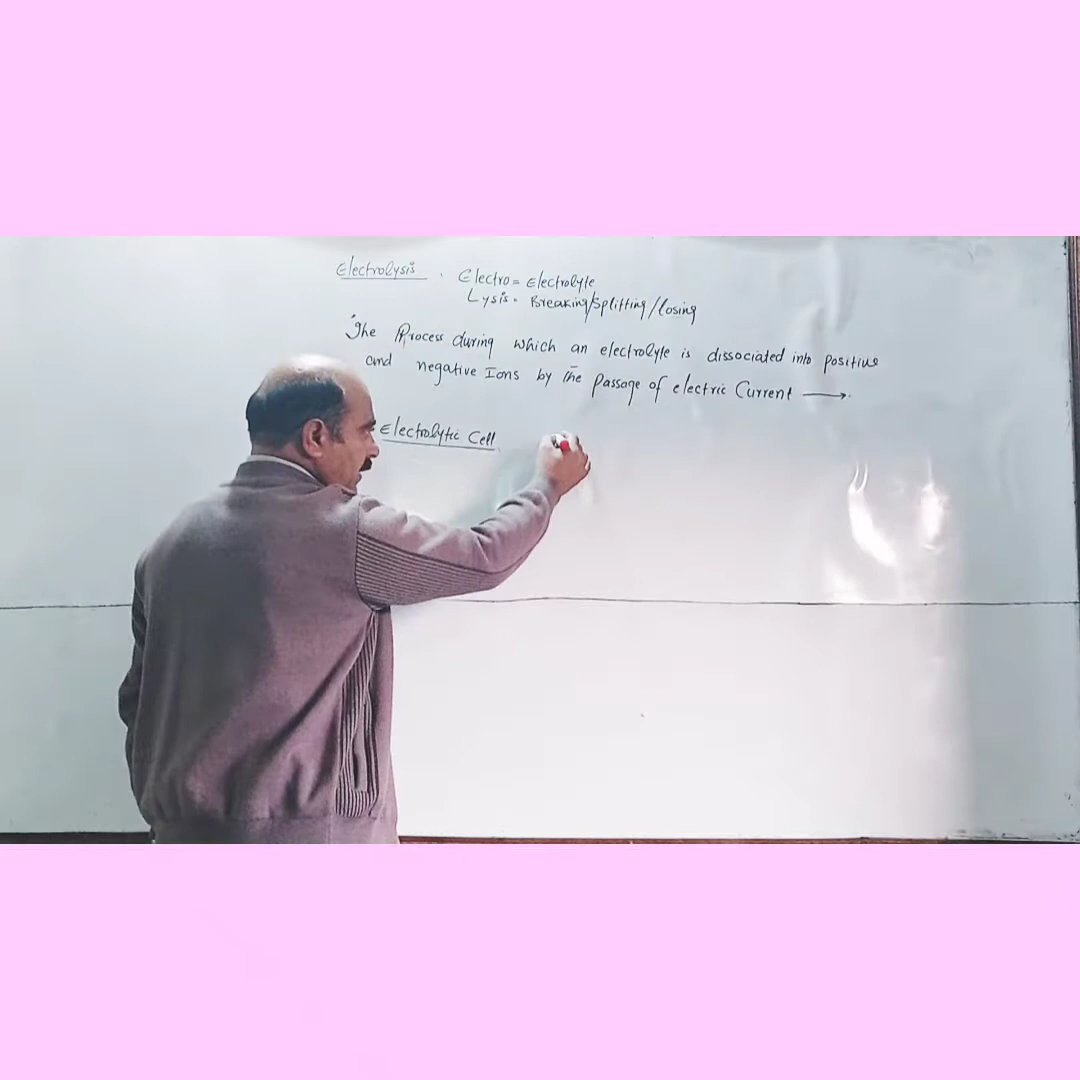 Electrolysis . Electro = Electrolyte
Lysis = Breaking/Splitting/Losing
The Process during which an electrolyte is dissociated into positive
and negative Ions by the passage of electric Current →.
Electrolytic Cell